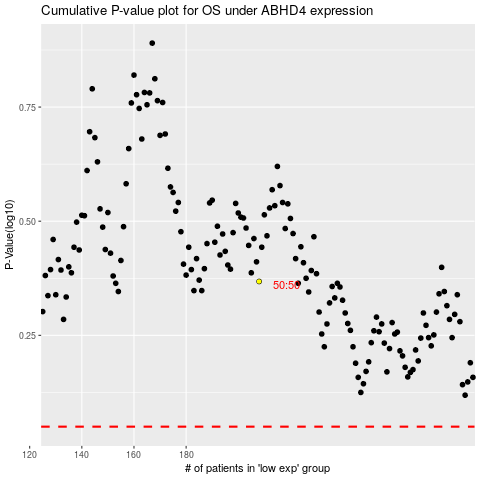 Cumulative P-value plot for OS under ABHD4 expression
P-Value(log10)
0.75
0.50
0.25
50:50
120 140 160 180
# of patients in 'low exp' group